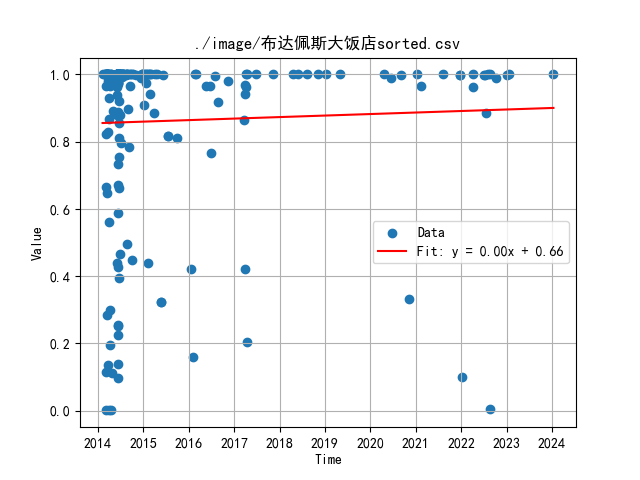 ./image/布达佩斯大饭店sorted.csv
Value
1.0
0.8
0.6
0.4
0.2
0.0
Data
Fit: y = 0.00x + 0.66
2014 2015 2016 2017 2018 2019 2020 2021 2022 2023 2024
Time